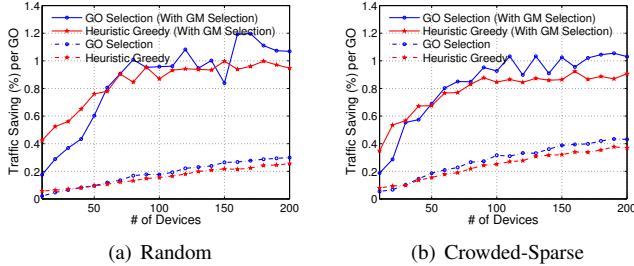 GO Selection (With GM Selection)
Heuristic Greedy (With GM Selection)
GO Selection
Heuristic Greedy
Traffic Saving (%) per GO
1.4
1.2
1
0.8
0.6
0.4
0.2
0
50 100 150 200
# of Devices
(a) Random
GO Selection (With GM Selection)
Heuristic Greedy (With GM Selection)
GO Selection
Heuristic Greedy
Traffic Saving (%) per GO
1.4
1.2
1
0.8
0.6
0.4
0.2
0
50 100 150 200
# of Devices
(b) Crowded-Sparse